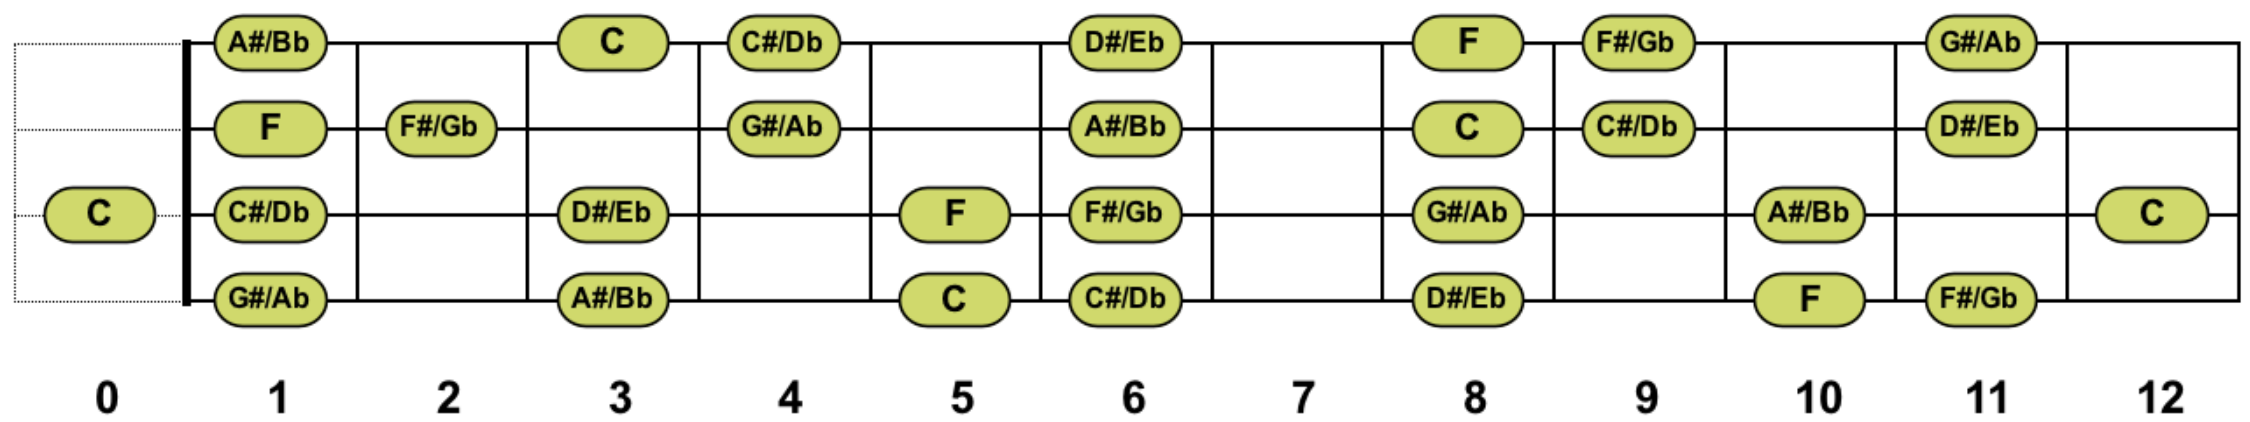 A#/Bb C C#/Db D#/Eb F F#/Gb G#/Ab
F F#/Gb G#/Ab A#/Bb C C#/Db D#/Eb
C C#/Db D#/Eb F F#/Gb G#/Ab A#/Bb C
G#/Ab A#/Bb C C#/Db D#/Eb F F#/Gb
0 1 2 3 4 5 6 7 8 9 10 11 12